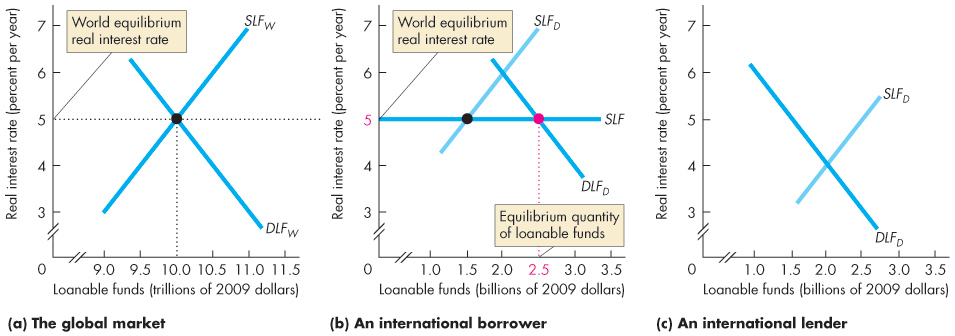 Real interest rate (percent per year)
7
6
5
4
3
0
World equilibrium
real interest rate
SLFW
DLFW
9.0 9.5 10.0 10.5 11.0 11.5
Loanable funds (trillions of 2009 dollars)
(a) The global market
Real interest rate (percent per year)
7
6
5
4
3
0
World equilibrium
real interest rate
SLFD
SLF
DLFD
Equilibrium quantity
of loanable funds
1.0 1.5 2.0 2.5 3.0 3.5
Loanable funds (billions of 2009 dollars)
(b) An international borrower
Real interest rate (percent per year)
7
6
5
4
3
0
SLFD
DLFD
1.0 1.5 2.0 2.5 3.0 3.5
Loanable funds (billions of 2009 dollars)
(c) An international lender